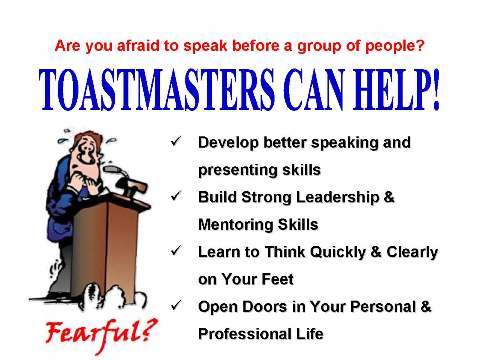 Are you afraid to speak before a group of people?
TOASTMASTERS CAN HELP!
✓ Develop better speaking and
presenting skills
✓ Build Strong Leadership &
Mentoring Skills
✓ Learn to Think Quickly & Clearly
on Your Feet
✓ Open Doors in Your Personal &
Professional Life
Fearful?